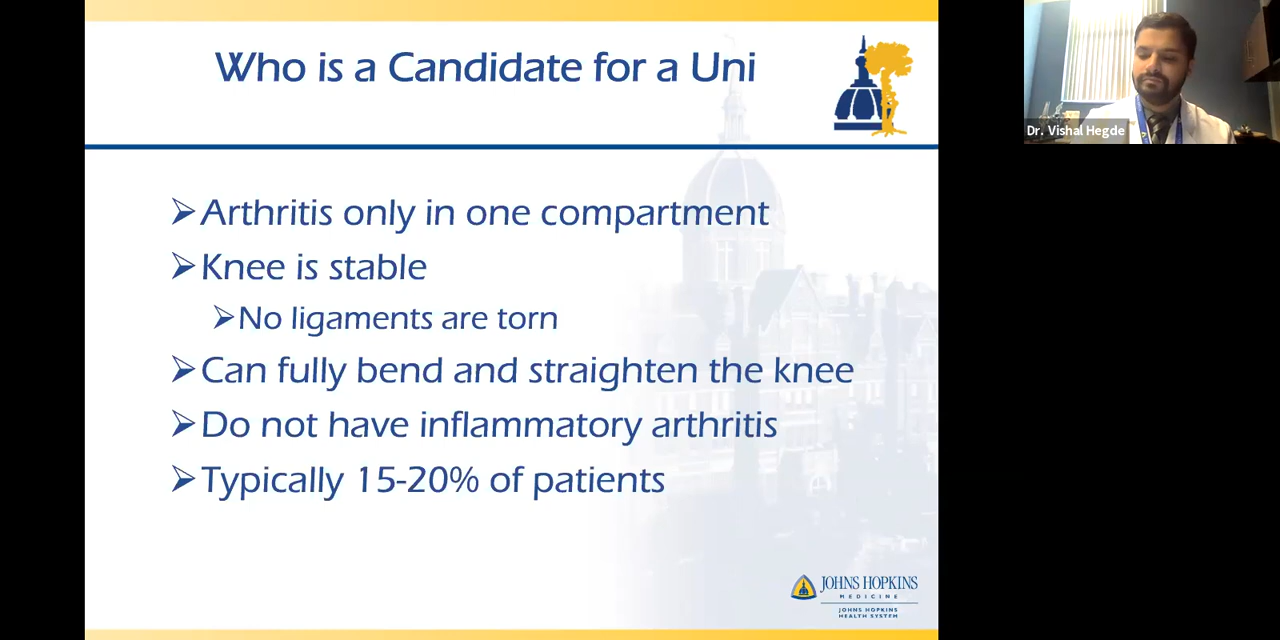 Who is a Candidate for a Uni
Dr. Vishal Hegde
➢Arthritis only in one compartment
➢Knee is stable
➢No ligaments are torn
➢Can fully bend and straighten the knee
➢Do not have inflammatory arthritis
➢Typically 15-20% of patients
JOHNS HOPKINS
MEDICINE
JOHNS HOPKINS
HEALTH SYSTEM